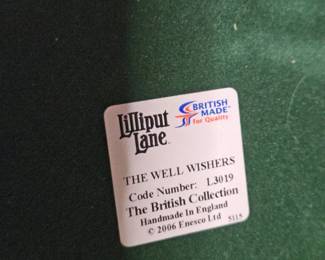 Lilliput Lane
BRITISH MADE for Quality
THE WELL WISHERS
Code Number: L3019
The British Collection
Handmade In England
© 2006 Enesco Ltd
5115